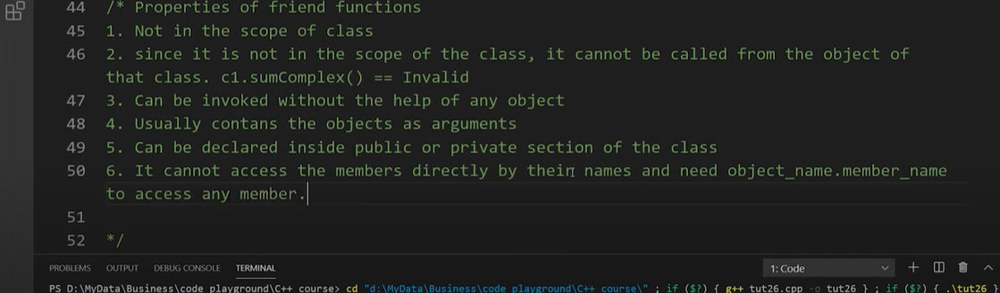 44 /* Properties of friend functions
45 1. Not in the scope of class
46 2. since it is not in the scope of the class, it cannot be called from the object of
that class. c1.sumComplex() == Invalid
47 3. Can be invoked without the help of any object
48 4. Usually contans the objects as arguments
49 5. Can be declared inside public or private section of the class
50 6. It cannot access the members directly by their names and need object_name.member_name
to access any member.
51
52 */
PROBLEMS OUTPUT DEBUG CONSOLE TERMINAL 1: Code
PS D:\MyData\Business\code playground\C++ course> cd "d:\MyData\Business\code playground\C++ course\" ; if ($?) { g++ tut26.cpp -o tut26 } ; if ($?) { .\tut26